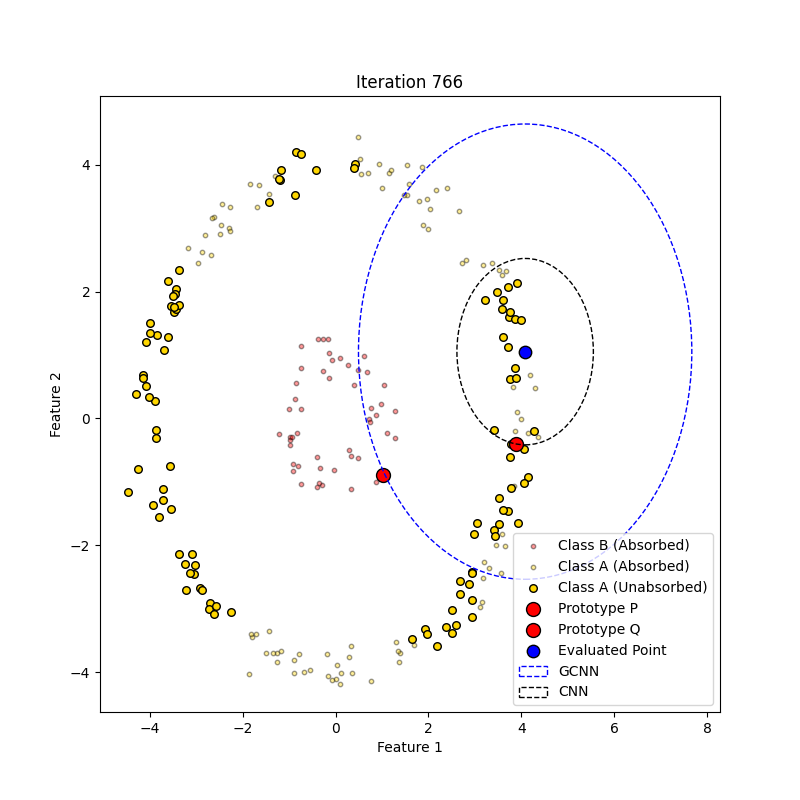 Iteration 766
Feature 2
4
2
0
−2
−4
−4
−2
0
2
4
6
8
Feature 1
Class B (Absorbed)
Class A (Absorbed)
Class A (Unabsorbed)
Prototype P
Prototype Q
Evaluated Point
GCNN
CNN